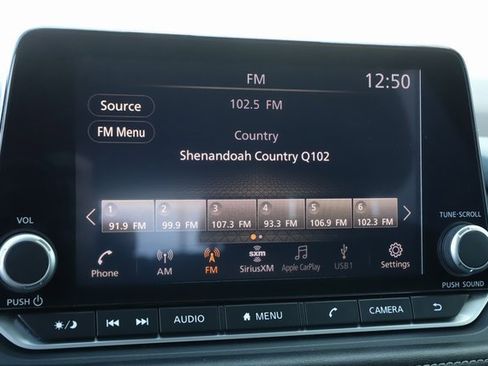 FM
12:50
Source
102.5 FM
FM Menu
Country
Shenandoah Country Q102
1 2 3 4 5 6
91.9 FM 99.9 FM 107.3 FM 93.3 FM 106.9 FM 102.3 FM
VOL
TUNE·SCROLL
sxm
Phone AM FM SiriusXM Apple CarPlay USB1 Settings
PUSH
PUSH SOUND
AUDIO MENU CAMERA